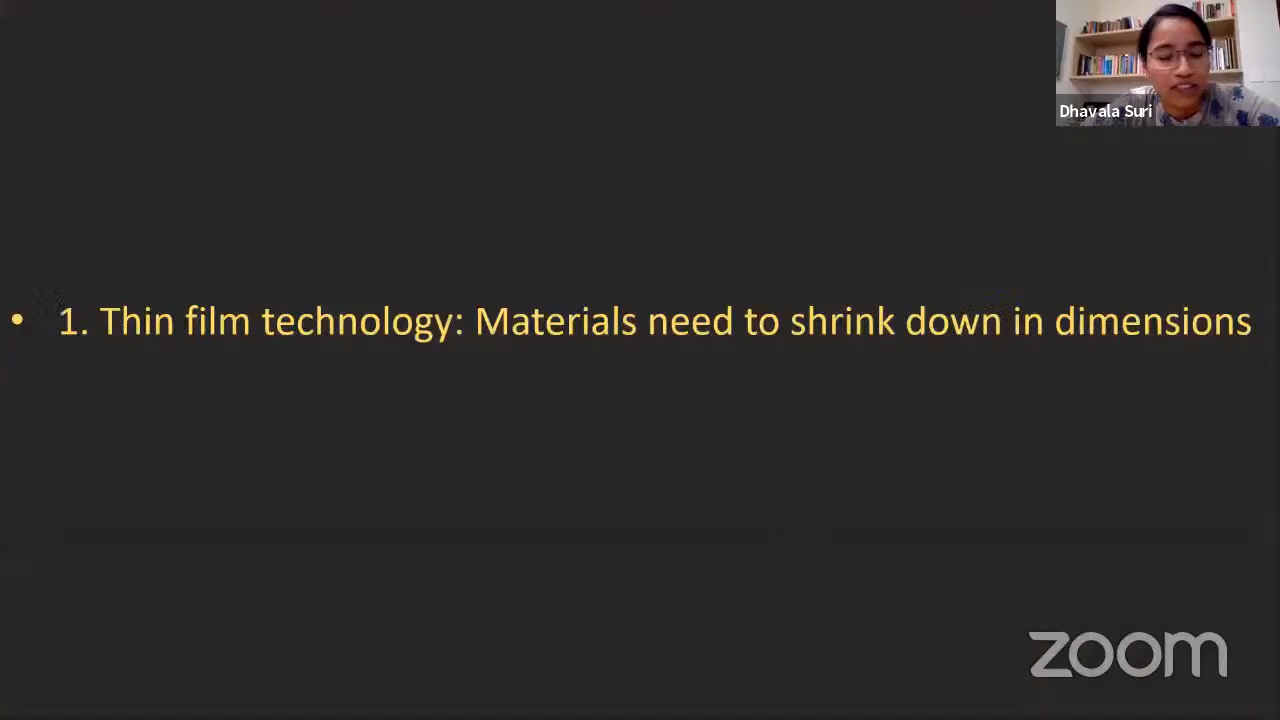 Dhavala Suri
• 1. Thin film technology: Materials need to shrink down in dimensions
zoom